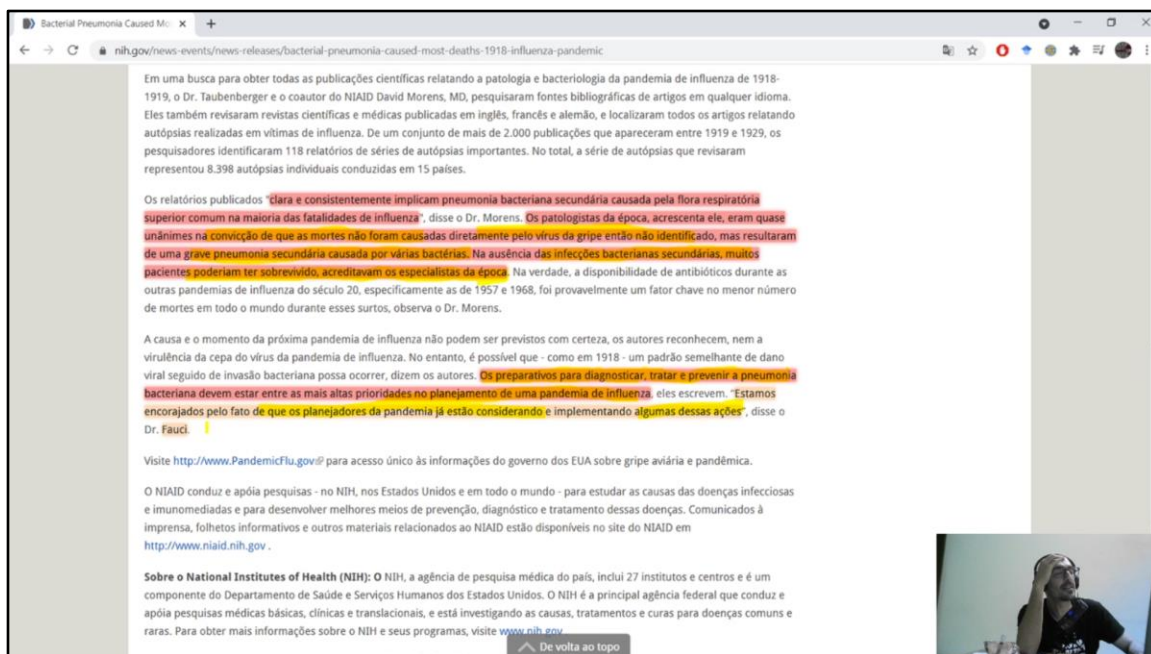 Bacterial Pneumonia Caused Mo
nih.gov/news-events/news-releases/bacterial-pneumonia-caused-most-deaths-1918-influenza-pandemic
Em uma busca para obter todas as publicações científicas relatando a patologia e bacteriologia da pandemia de influenza de 1918-
1919, o Dr. Taubenberger e o coautor do NIAID David Morens, MD, pesquisaram fontes bibliográficas de artigos em qualquer idioma.
Eles também revisaram revistas científicas e médicas publicadas em inglês, francês e alemão, e localizaram todos os artigos relatando
autópsias realizadas em vítimas de influenza. De um conjunto de mais de 2.000 publicações que apareceram entre 1919 e 1929, os
pesquisadores identificaram 118 relatórios de séries de autópsias importantes. No total, a série de autópsias que revisaram
representou 8.398 autópsias individuais conduzidas em 15 países.
Os relatórios publicados "clara e consistentemente implicam pneumonia bacteriana secundária causada pela flora respiratória
superior comum na maioria das fatalidades de influenza", disse o Dr. Morens. Os patologistas da época, acrescenta ele, eram quase
unânimes na convicção de que as mortes não foram causadas diretamente pelo vírus da gripe então não identificado, mas resultaram
de uma grave pneumonia secundária causada por várias bactérias. Na ausência das infecções bacterianas secundárias, muitos
pacientes poderiam ter sobrevivido, acreditavam os especialistas da época. Na verdade, a disponibilidade de antibióticos durante as
outras pandemias de influenza do século 20, especificamente as de 1957 e 1968, foi provavelmente um fator chave no menor número
de mortes em todo o mundo durante esses surtos, observa o Dr. Morens.
A causa e o momento da próxima pandemia de influenza não podem ser previstos com certeza, os autores reconhecem, nem a
virulência da cepa do vírus da pandemia de influenza. No entanto, é possível que - como em 1918 - um padrão semelhante de dano
viral seguido de invasão bacteriana possa ocorrer, dizem os autores. Os preparativos para diagnosticar, tratar e prevenir a pneumonia
bacteriana devem estar entre as mais altas prioridades no planejamento de uma pandemia de influenza, eles escrevem. "Estamos
encorajados pelo fato de que os planejadores da pandemia já estão considerando e implementando algumas dessas ações", disse o
Dr. Fauci.
Visite http://www.PandemicFlu.gov para acesso único às informações do governo dos EUA sobre gripe aviária e pandêmica.
O NIAID conduz e apóia pesquisas - no NIH, nos Estados Unidos e em todo o mundo - para estudar as causas das doenças infecciosas
e imunomediadas e para desenvolver melhores meios de prevenção, diagnóstico e tratamento dessas doenças. Comunicados à
imprensa, folhetos informativos e outros materiais relacionados ao NIAID estão disponíveis no site do NIAID em
http://www.niaid.nih.gov .
Sobre o National Institutes of Health (NIH): O NIH, a agência de pesquisa médica do país, inclui 27 institutos e centros e é um
componente do Departamento de Saúde e Serviços Humanos dos Estados Unidos. O NIH é a principal agência federal que conduz e
apóia pesquisas médicas básicas, clínicas e translacionais, e está investigando as causas, tratamentos e curas para doenças comuns e
raras. Para obter mais informações sobre o NIH e seus programas, visite www.nih.gov
De volta ao topo